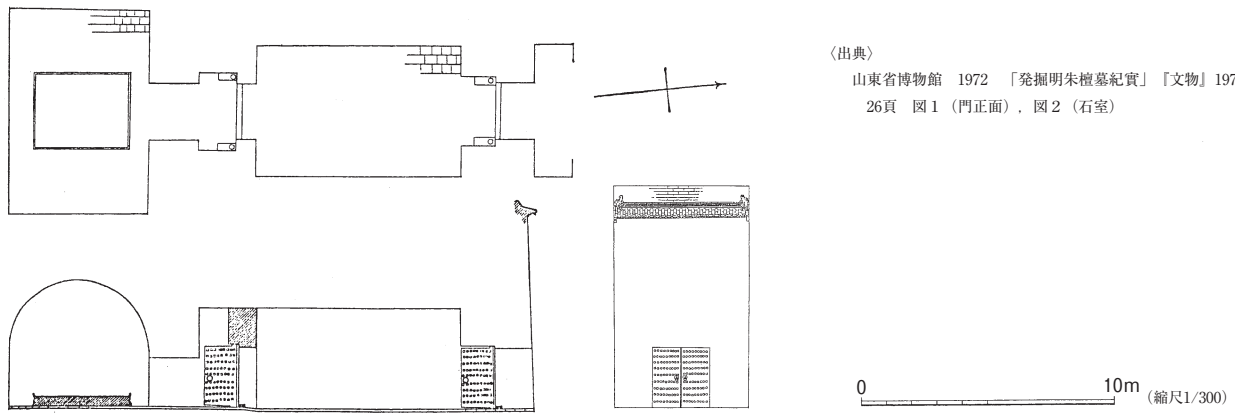 〈出典〉
山東省博物館 1972 「発掘明朱檀墓紀實」『文物』197
26頁 図1（門正面），図2（石室）
0 10m (縮尺1/300)